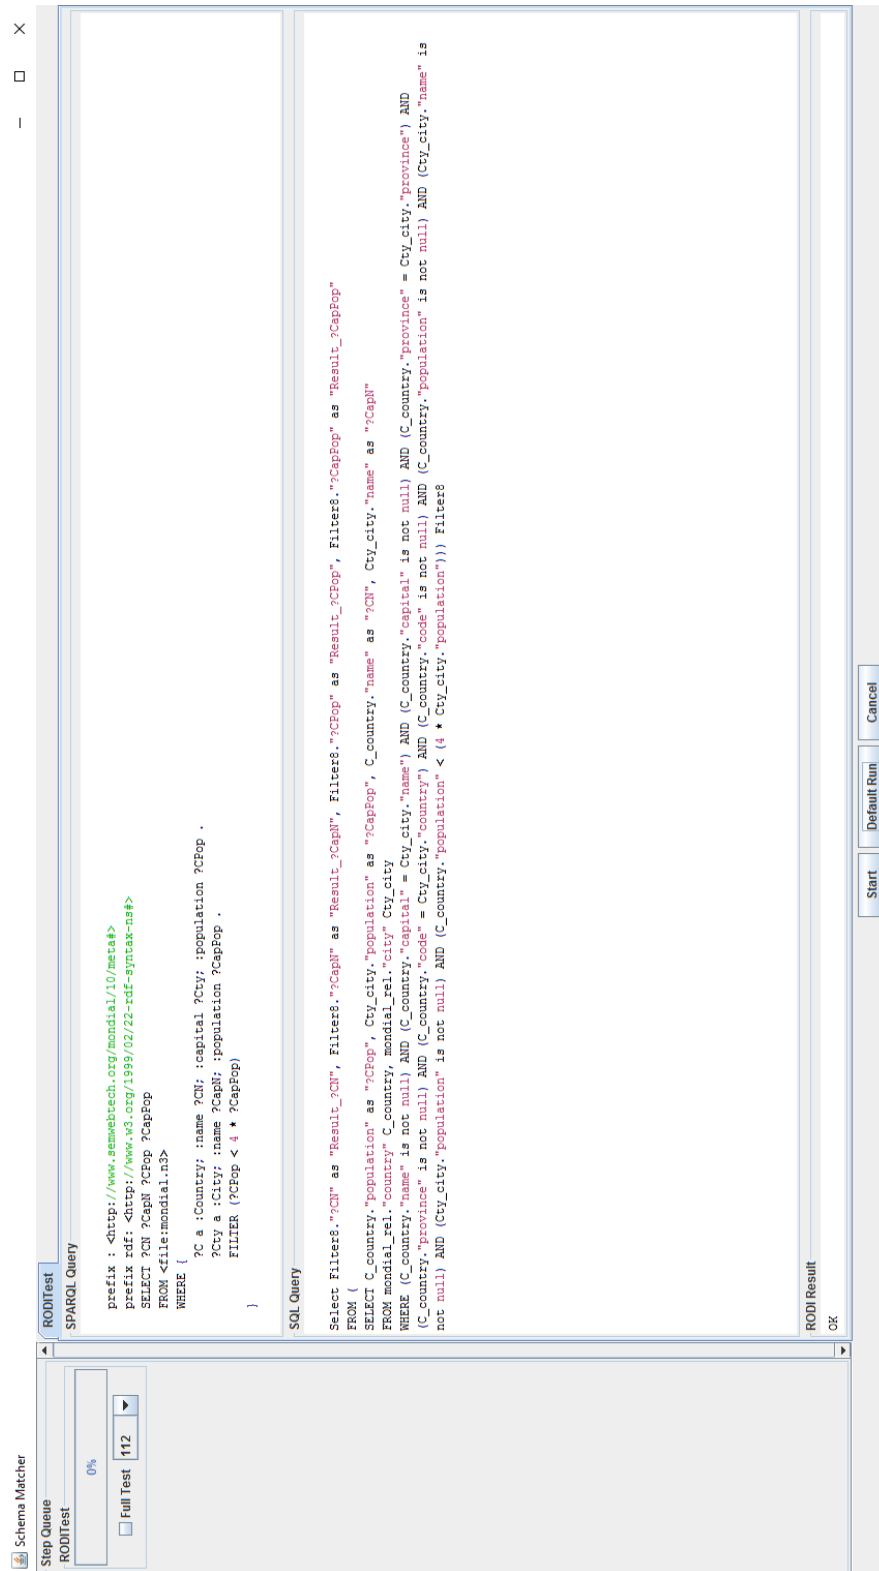 Schema Matcher
Step Queue
RODITest
0%
Full Test 112
RODITest
SPARQL Query
prefix : <http://www.semwebtech.org/mondial/10/meta#>
prefix rdf: <http://www.w3.org/1999/02/22-rdf-syntax-ns#>
SELECT ?CN ?CapN ?CPop ?CapPop
FROM <file:mondial.n3>
WHERE {
?C a :Country; :name ?CN; :capital ?Cty; :population ?CPop .
?Cty a :City; :name ?CapN; :population ?CapPop .
FILTER (?CPop < 4 * ?CapPop)
}
SQL Query
Select Filter8."?CN" as "Result_?CN", Filter8."?CapN" as "Result_?CapN", Filter8."?CPop" as "Result_?CPop", Filter8."?CapPop" as "Result_?CapPop"
FROM (
SELECT C_country."population" as "?CPop", Cty_city."population" as "?CapPop", C_country."name" as "?CN", Cty_city."name" as "?CapN"
FROM mondial_rel."country" C_country, mondial_rel."city" Cty_city
WHERE (C_country."name" is not null) AND (C_country."capital" = Cty_city."name") AND (C_country."capital" is not null) AND (C_country."province" = Cty_city."province") AND
(C_country."province" is not null) AND (C_country."code" = Cty_city."country") AND (C_country."code" is not null) AND (C_country."population" is not null) AND (Cty_city."name" is
not null) AND (Cty_city."population" is not null) AND (C_country."population" < (4 * Cty_city."population"))) Filter8
RODI Result
OK
Start Default Run Cancel